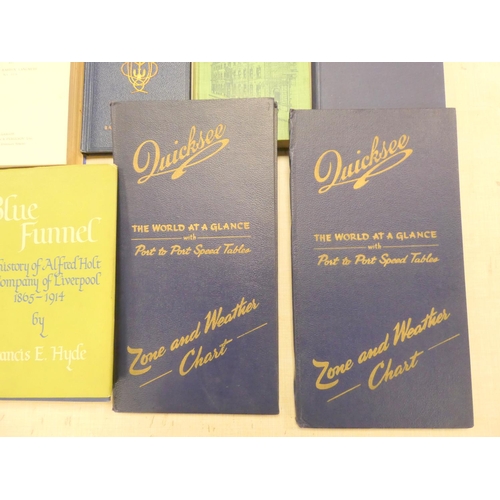 Blue
Funnel
history of Alfred Holt
Company of Liverpool
1865-1914
by
Francis E. Hyde
Quicksee
THE WORLD AT A GLANCE
with
Port to Port Speed Tables
Zone and Weather
Chart
Quicksee
THE WORLD AT A GLANCE
with
Port to Port Speed Tables
Zone and Weather
Chart